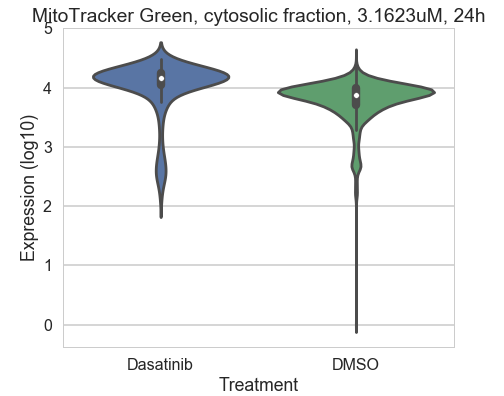 MitoTracker Green, cytosolic fraction, 3.1623uM, 24h
5
4
3
2
1
0
Expression (log10)
Dasatinib DMSO
Treatment